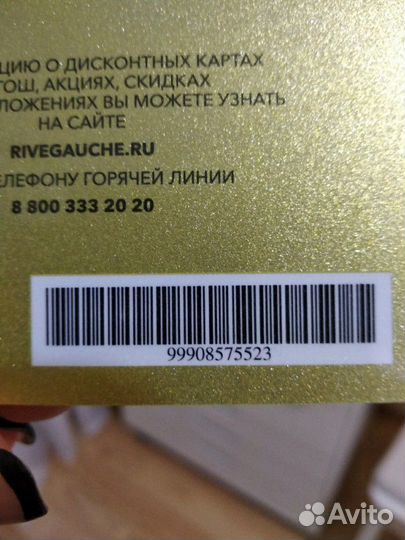 ЦИЮ О ДИСКОНТНЫХ КАРТАХ
ГОШ, АКЦИЯХ, СКИДКАХ
ЛОЖЕНИЯХ ВЫ МОЖЕТЕ УЗНАТЬ
НА САЙТЕ
RIVEGAUCHE.RU
ЕЛЕФОНУ ГОРЯЧЕЙ ЛИНИИ
8 800 333 20 20
99908575523
Avito